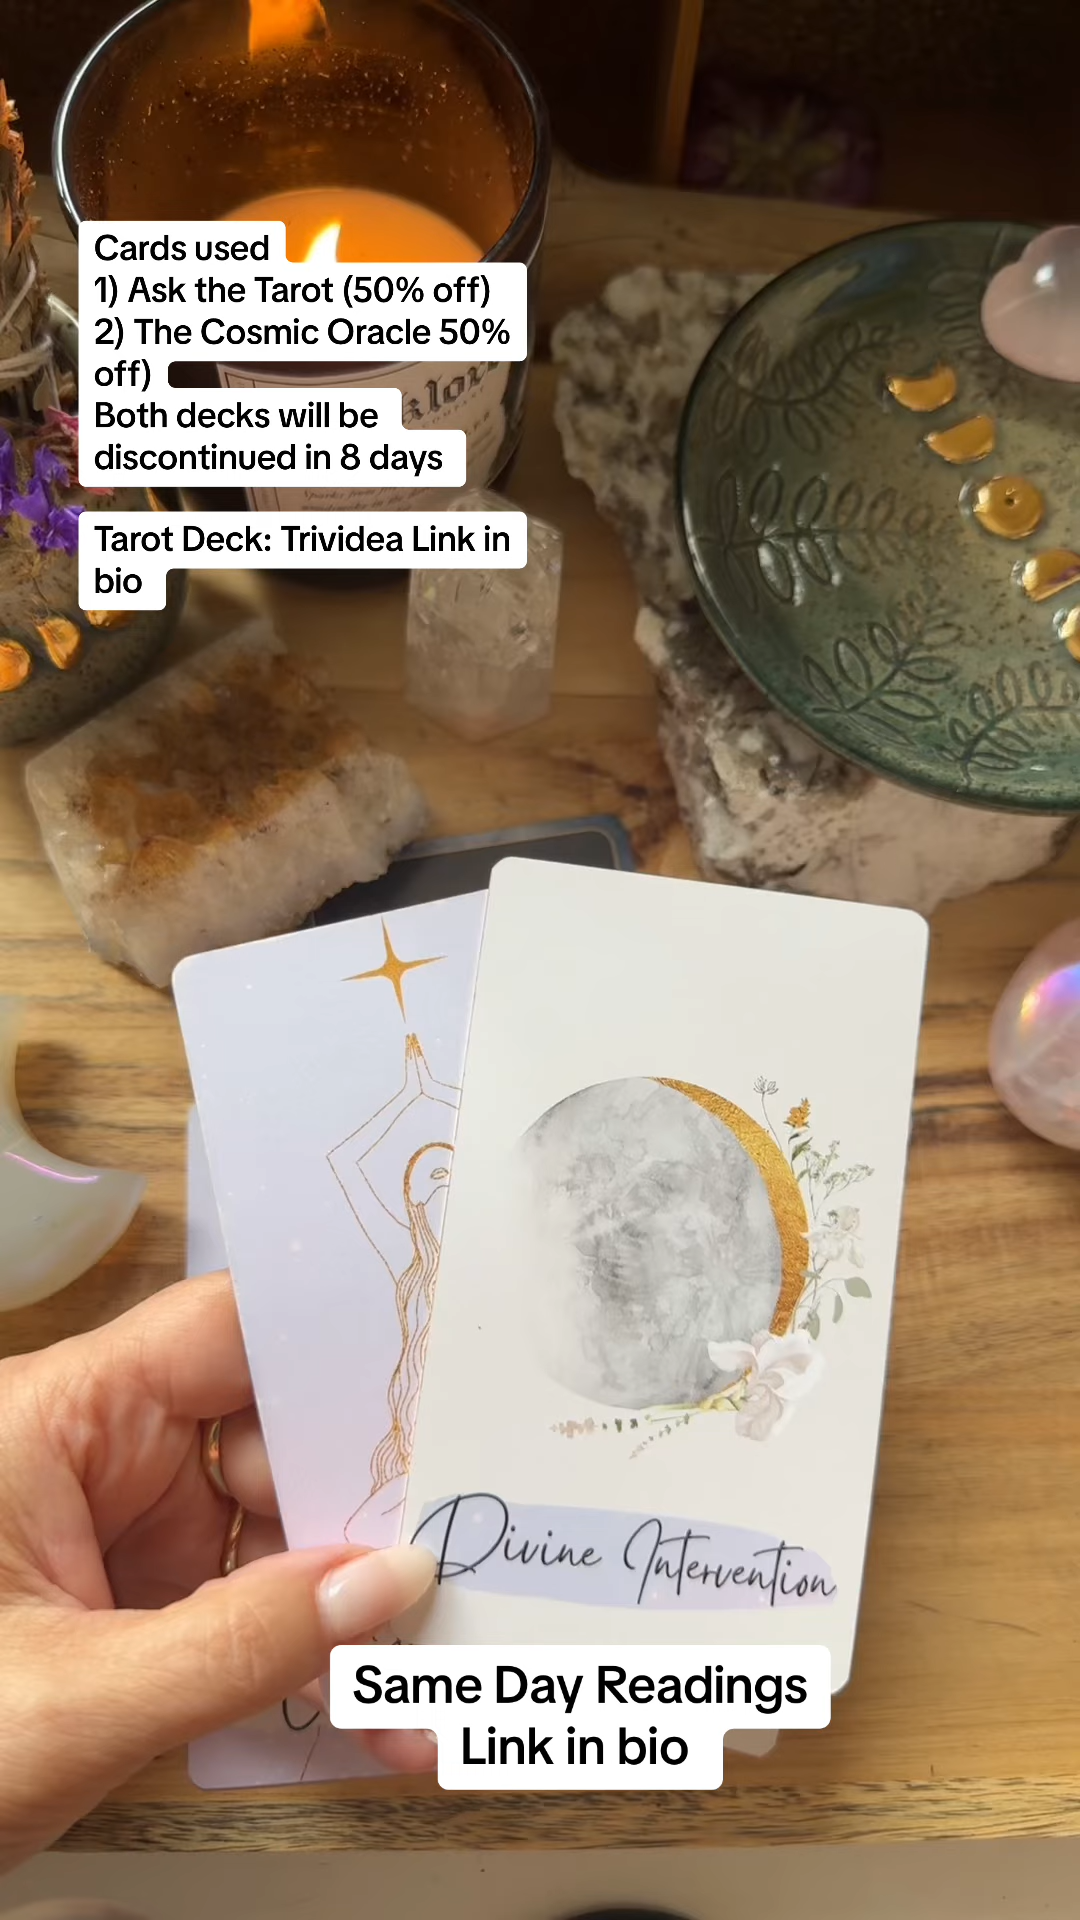 Cards used
1) Ask the Tarot (50% off)
2) The Cosmic Oracle 50%
off)
Both decks will be
discontinued in 8 days
Tarot Deck: Trividea Link in
bio
Divine Intervention
Same Day Readings
Link in bio